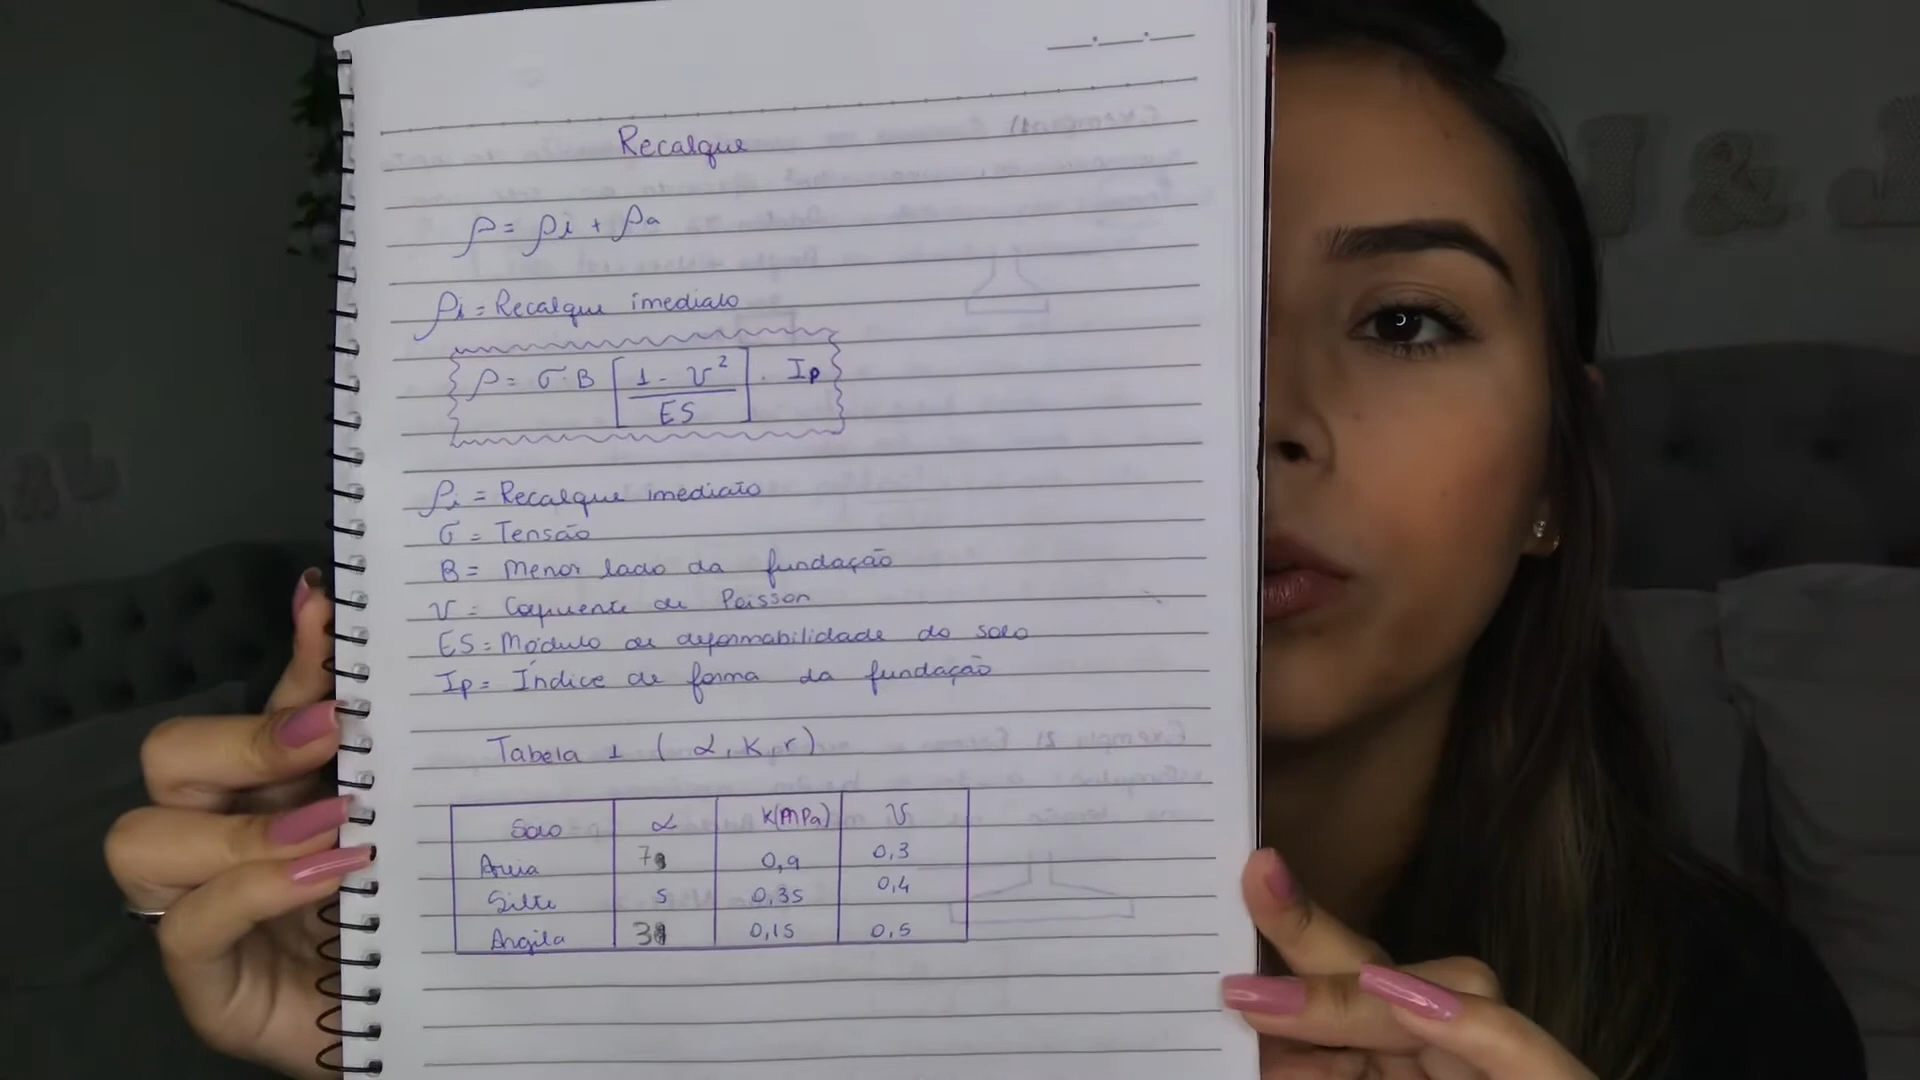 Recalque
ρ = ρi + ρa
ρi = Recalque imediato
ρ = σ·B [1 - ν² / ES] . Ip
ρi = Recalque imediato
σ = Tensão
B = Menor lado da fundação
ν = Coeficiente de Poisson
ES = Módulo de deformabilidade do solo
Ip = Índice de forma da fundação
Tabela 1 (α, K, r)
Solo α K(MPa) ν
Areia 7 0,9 0,3
Silte 5 0,35 0,4
Argila 3 0,15 0,5
J & J